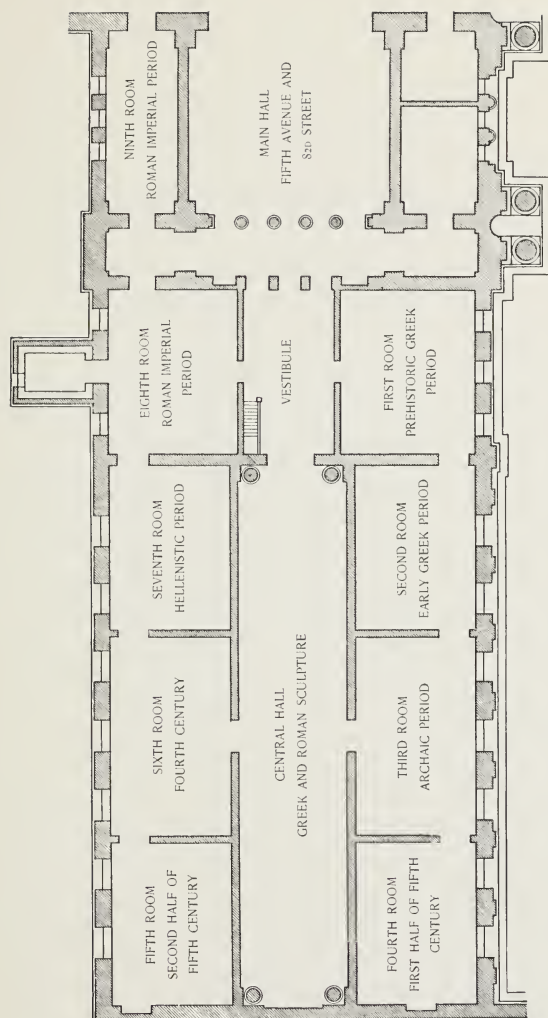 NINTH ROOM
ROMAN IMPERIAL PERIOD
MAIN HALL
FIFTH AVENUE AND
82D STREET
EIGHTH ROOM
ROMAN IMPERIAL
PERIOD
VESTIBULE
FIRST ROOM
PREHISTORIC GREEK
PERIOD
SEVENTH ROOM
HELLENISTIC PERIOD
SECOND ROOM
EARLY GREEK PERIOD
SIXTH ROOM
FOURTH CENTURY
CENTRAL HALL
GREEK AND ROMAN SCULPTURE
THIRD ROOM
ARCHAIC PERIOD
FIFTH ROOM
SECOND HALF OF
FIFTH CENTURY
FOURTH ROOM
FIRST HALF OF FIFTH
CENTURY